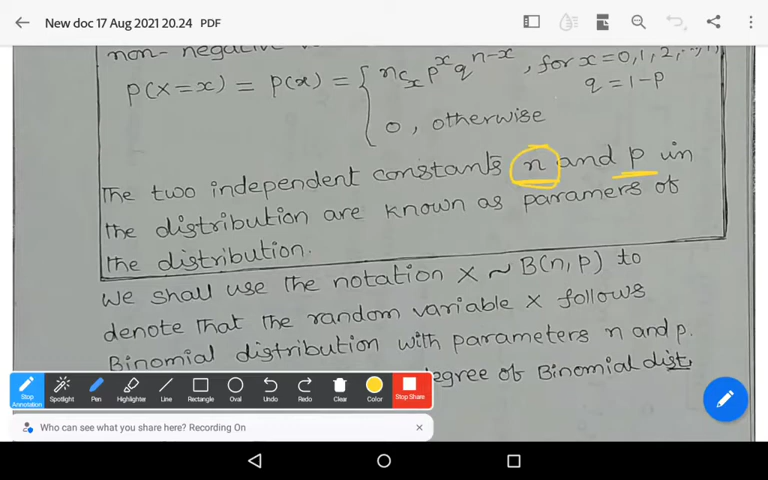 New doc 17 Aug 2021 20.24 PDF
non-negative
P(X=x) = P(x) = { nCx p^x q^n-x , for x=0,1,2,...,n
q = 1-p
0, otherwise
The two independent constants n and p in
the distribution are known as paramers of
the distribution.
We shall use the notation X ~ B(n,p) to
denote that the random variable X follows
Binomial distribution with parameters n and p.
egree of Binomial dist.
Stop Annotation Spotlight Pen Highlighter Line Rectangle Oval Undo Redo Clear Color Stop Share
Who can see what you share here? Recording On